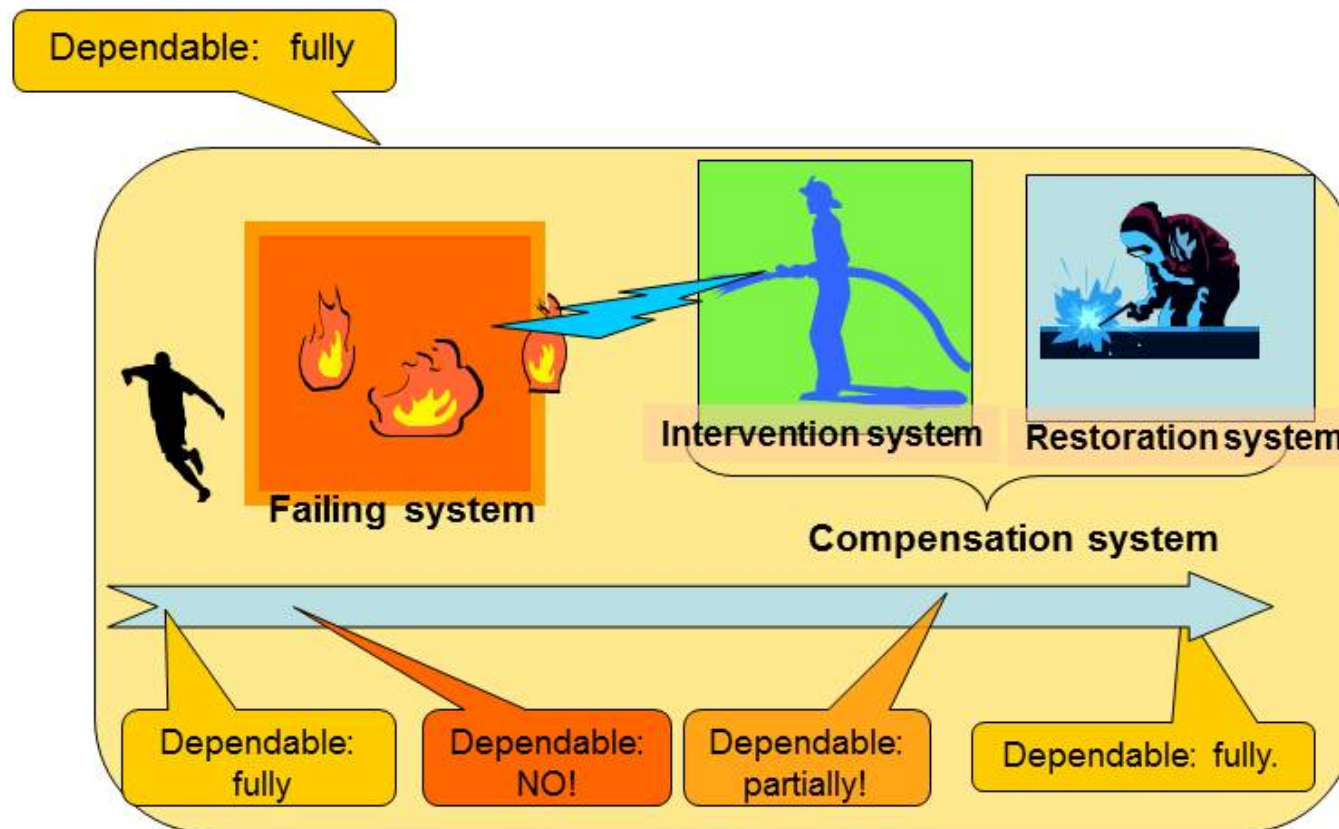 Dependable: fully
Intervention system
Restoration system
Failing system
Compensation system
Dependable:
fully
Dependable:
NO!
Dependable:
partially!
Dependable: fully.